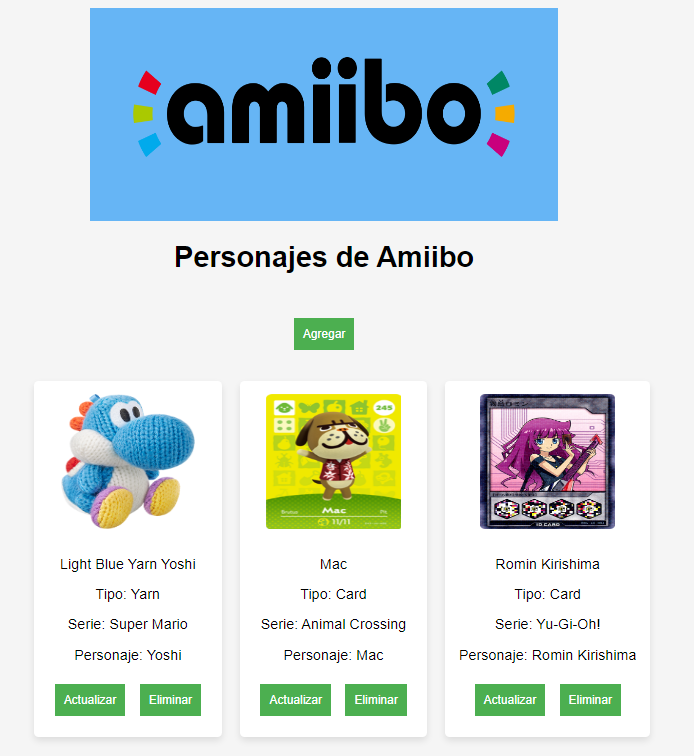 amiibo
Personajes de Amiibo
Agregar
245
Mac
11/11
Light Blue Yarn Yoshi
Tipo: Yarn
Serie: Super Mario
Personaje: Yoshi
Actualizar Eliminar
Mac
Tipo: Card
Serie: Animal Crossing
Personaje: Mac
Actualizar Eliminar
ID CARD
Romin Kirishima
Tipo: Card
Serie: Yu-Gi-Oh!
Personaje: Romin Kirishima
Actualizar Eliminar